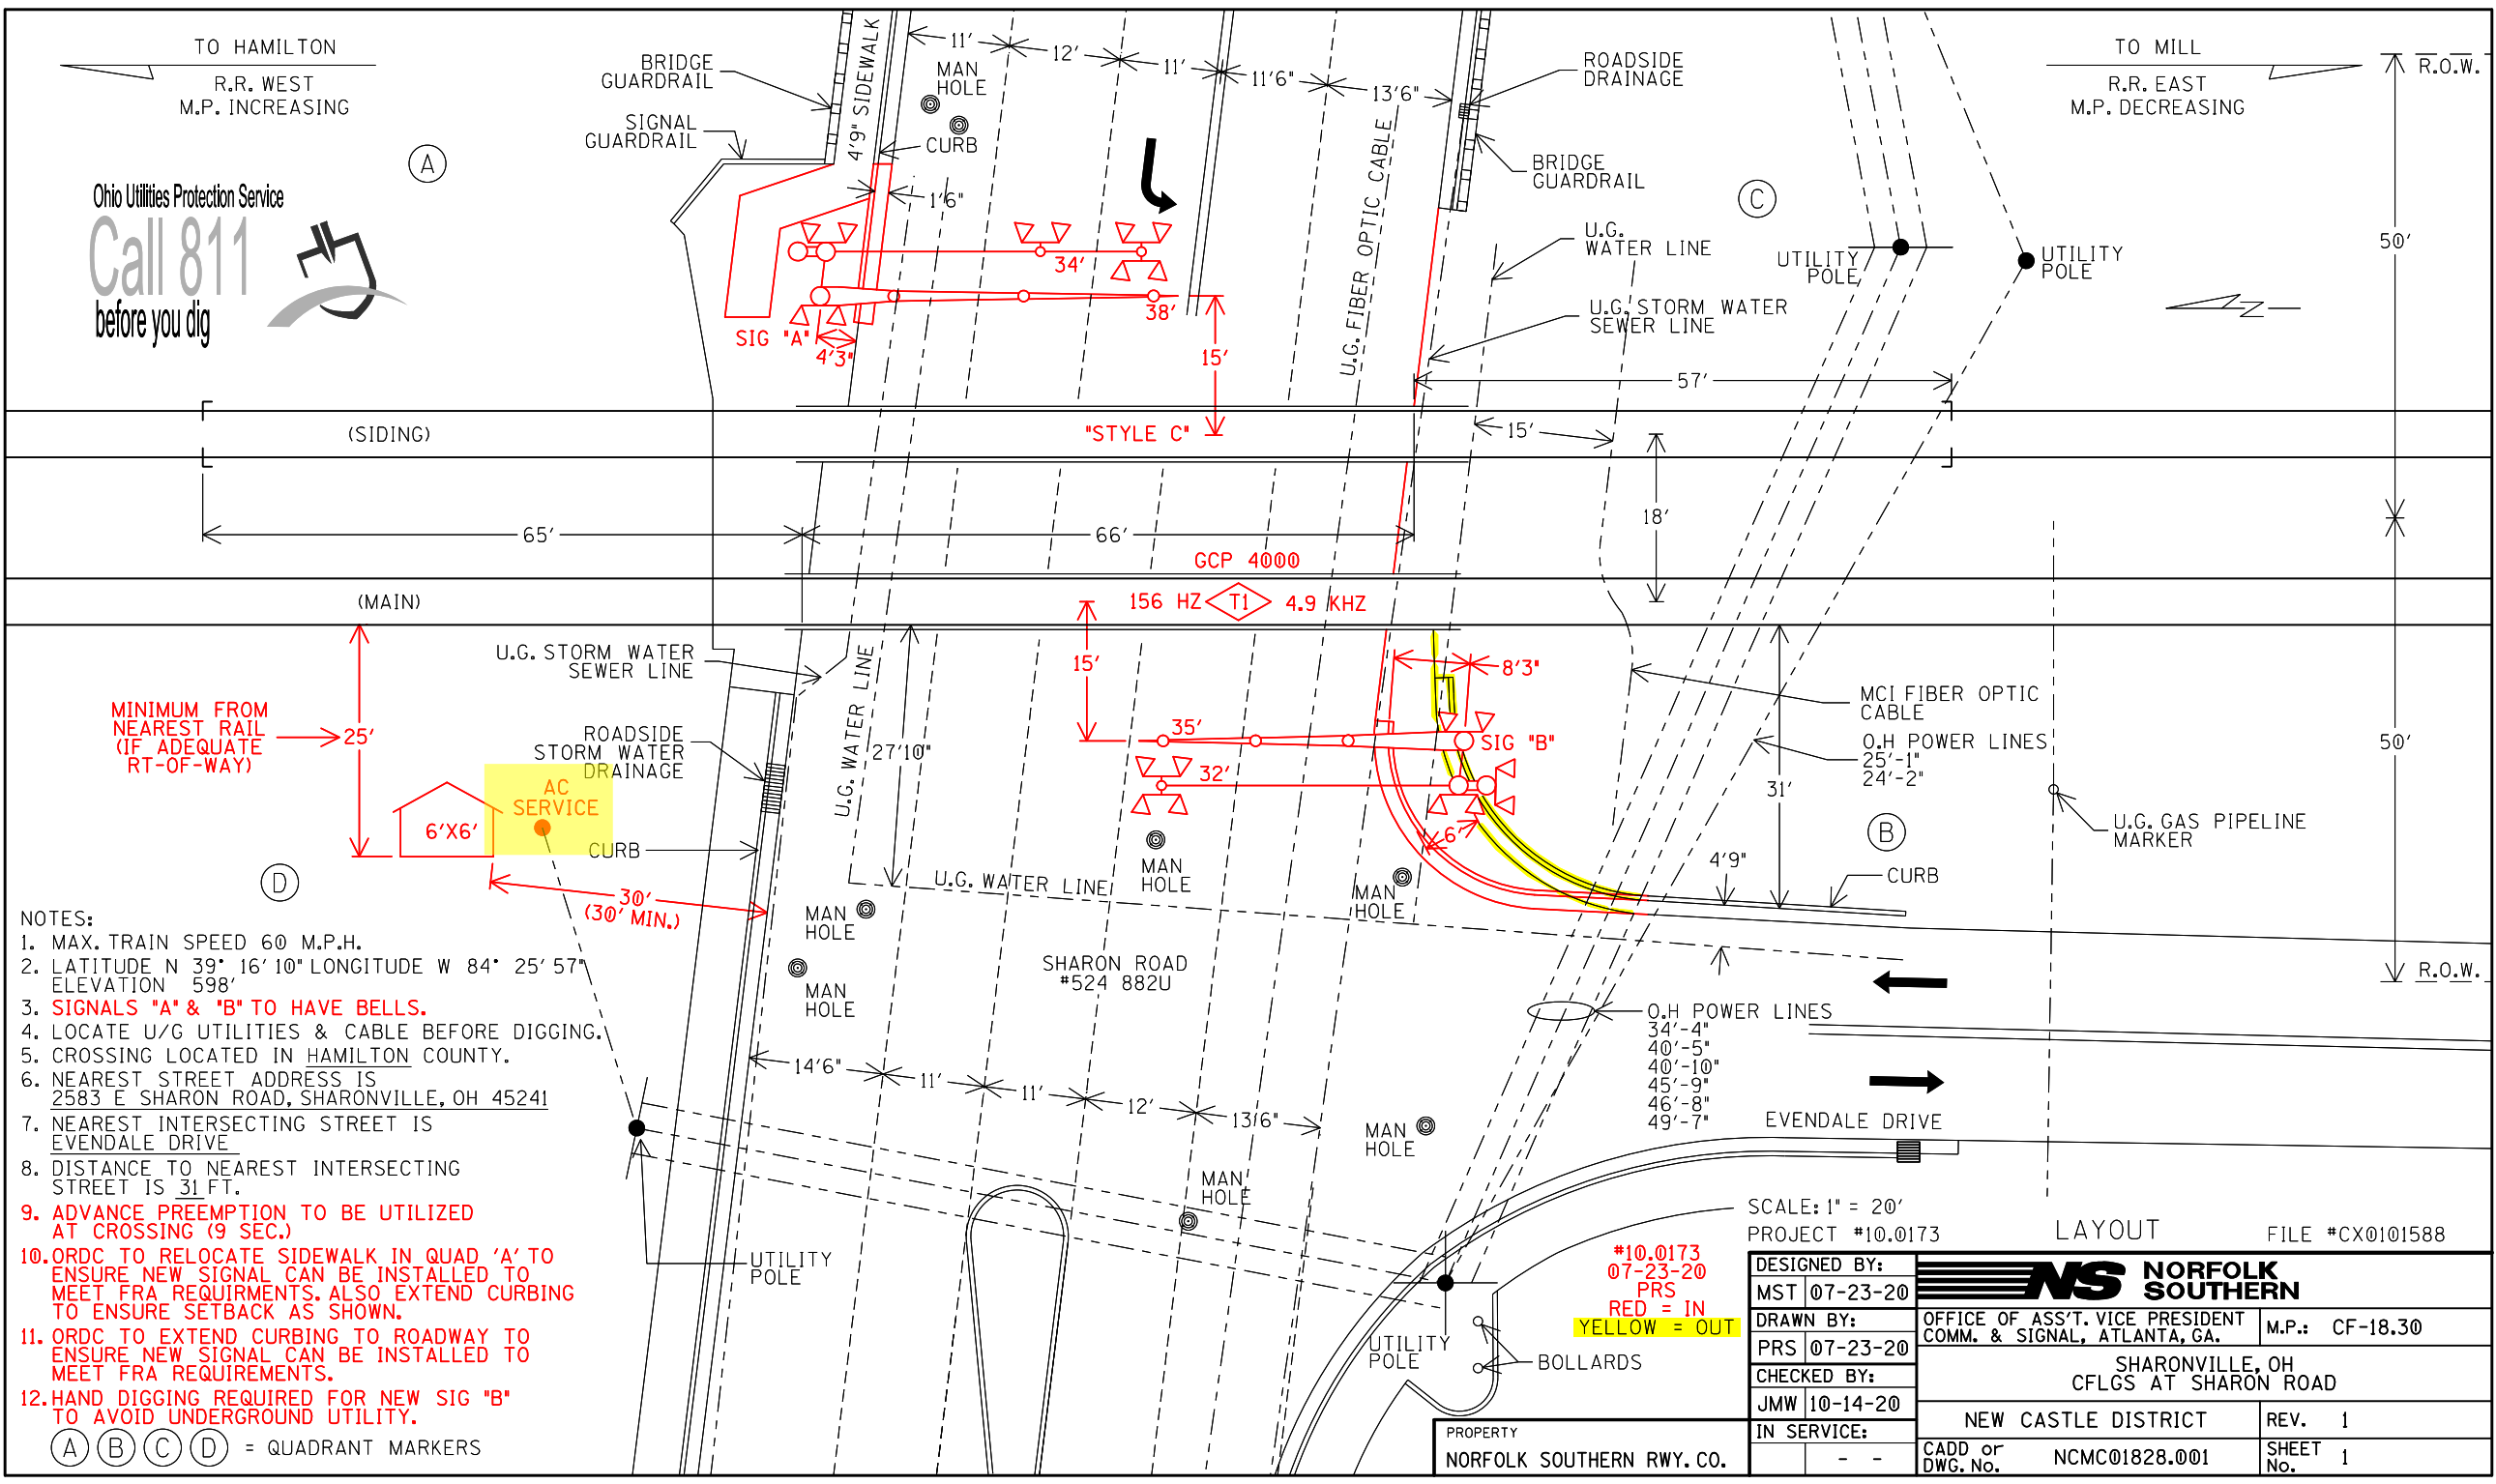 TO HAMILTON
R.R. WEST
M.P. INCREASING
A
Ohio Utilities Protection Service
Call 811
before you dig
BRIDGE
GUARDRAIL
SIGNAL
GUARDRAIL
4'9" SIDEWALK
11'
12'
11'
11'6"
13'6"
MAN
HOLE
CURB
1'6"
ROADSIDE
DRAINAGE
BRIDGE
GUARDRAIL
U.G. FIBER OPTIC CABLE
U.G.
WATER LINE
U.G. STORM WATER
SEWER LINE
TO MILL
R.R. EAST
M.P. DECREASING
R.O.W.
50'
C
UTILITY
POLE
UTILITY
POLE
N
34'
38'
SIG "A"
4'3"
15'
57'
(SIDING)
"STYLE C"
15'
65'
66'
18'
GCP 4000
(MAIN)
156 HZ
T1
4.9 KHZ
U.G. STORM WATER
SEWER LINE
15'
8'3"
MINIMUM FROM
NEAREST RAIL
(IF ADEQUATE
RT-OF-WAY)
25'
ROADSIDE
STORM WATER
DRAINAGE
U.G. WATER LINE
27'10"
35'
SIG "B"
32'
6'
MCI FIBER OPTIC
CABLE
O.H POWER LINES
25'-1"
24'-2"
31'
50'
AC
SERVICE
6'X6'
CURB
B
U.G. GAS PIPELINE
MARKER
4'9"
CURB
D
30'
(30' MIN.)
U.G. WATER LINE
MAN
HOLE
MAN
HOLE
MAN
HOLE
MAN
HOLE
SHARON ROAD
#524 882U
R.O.W.
NOTES:
1. MAX. TRAIN SPEED 60 M.P.H.
2. LATITUDE N 39° 16' 10" LONGITUDE W 84° 25' 57"
ELEVATION 598'
3. SIGNALS "A" & "B" TO HAVE BELLS.
4. LOCATE U/G UTILITIES & CABLE BEFORE DIGGING.
5. CROSSING LOCATED IN HAMILTON COUNTY.
6. NEAREST STREET ADDRESS IS
2583 E SHARON ROAD, SHARONVILLE, OH 45241
7. NEAREST INTERSECTING STREET IS
EVENDALE DRIVE
8. DISTANCE TO NEAREST INTERSECTING
STREET IS 31 FT.
9. ADVANCE PREEMPTION TO BE UTILIZED
AT CROSSING (9 SEC.)
10. ORDC TO RELOCATE SIDEWALK IN QUAD 'A' TO
ENSURE NEW SIGNAL CAN BE INSTALLED TO
MEET FRA REQUIRMENTS. ALSO EXTEND CURBING
TO ENSURE SETBACK AS SHOWN.
11. ORDC TO EXTEND CURBING TO ROADWAY TO
ENSURE NEW SIGNAL CAN BE INSTALLED TO
MEET FRA REQUIREMENTS.
12. HAND DIGGING REQUIRED FOR NEW SIG "B"
TO AVOID UNDERGROUND UTILITY.
A B C D = QUADRANT MARKERS
14'6"
11'
11'
12'
13'6"
O.H POWER LINES
34'-4"
40'-5"
40'-10"
45'-9"
46'-8"
49'-7"
EVENDALE DRIVE
MAN
HOLE
MAN
HOLE
UTILITY
POLE
UTILITY
POLE
BOLLARDS
#10.0173
07-23-20
PRS
RED = IN
YELLOW = OUT
SCALE: 1" = 20'
PROJECT #10.0173
LAYOUT
FILE #CX0101588
DESIGNED BY:
MST 07-23-20
DRAWN BY:
PRS 07-23-20
CHECKED BY:
JMW 10-14-20
IN SERVICE:
- -
NS NORFOLK
SOUTHERN
OFFICE OF ASS'T. VICE PRESIDENT
COMM. & SIGNAL, ATLANTA, GA.
M.P.: CF-18.30
SHARONVILLE, OH
CFLGS AT SHARON ROAD
NEW CASTLE DISTRICT
REV. 1
CADD or
DWG. No.
NCMC01828.001
SHEET
No. 1
PROPERTY
NORFOLK SOUTHERN RWY. CO.